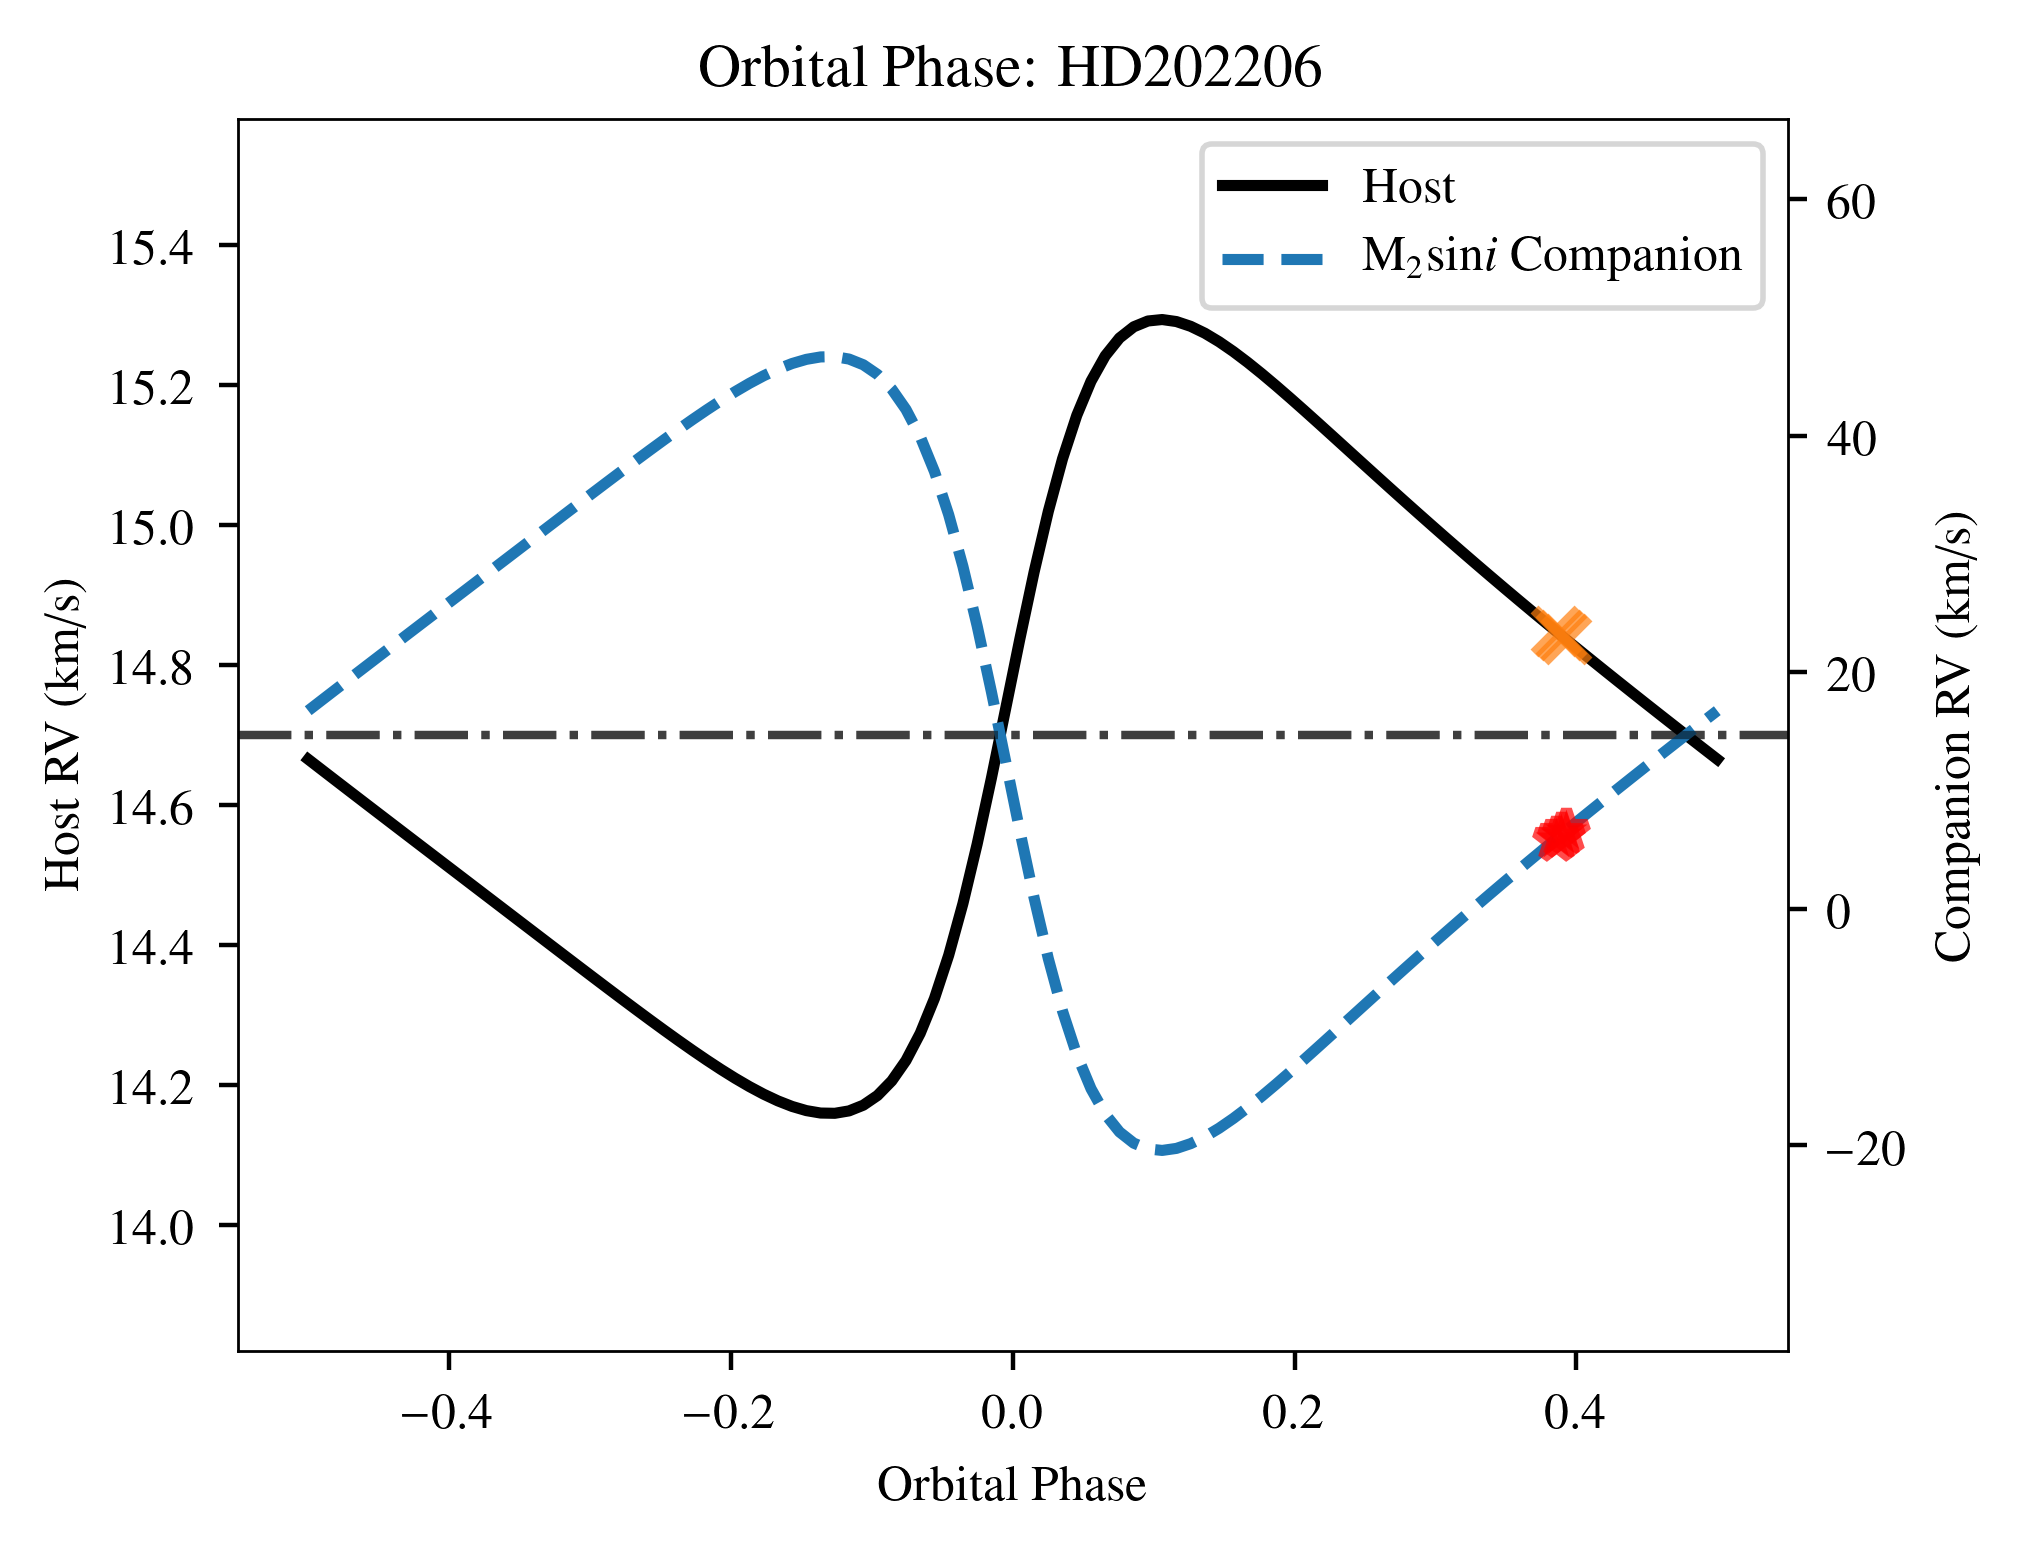 Orbital Phase: HD202206
Host
M₂sini Companion
Host RV (km/s)
15.4
15.2
15.0
14.8
14.6
14.4
14.2
14.0
Companion RV (km/s)
60
40
20
0
−20
−0.4 −0.2 0.0 0.2 0.4
Orbital Phase